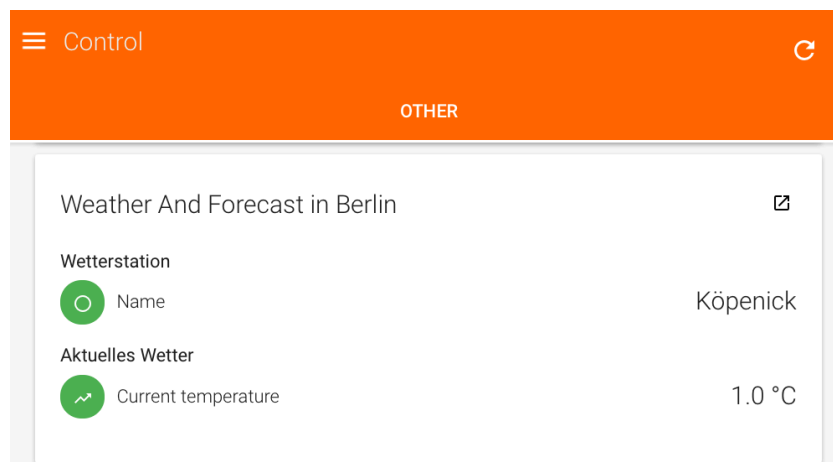 Control
OTHER
Weather And Forecast in Berlin
Wetterstation
Name Köpenick
Aktuelles Wetter
Current temperature 1.0 °C